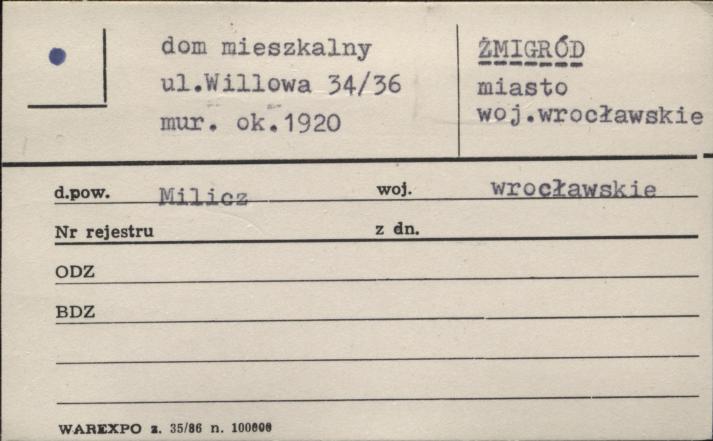 dom mieszkalny
ul.Willowa 34/36
mur. ok.1920
ŻMIGRÓD
miasto
woj.wrocławskie
d.pow. Milicz woj. wrocławskie
Nr rejestru z dn.
ODZ
BDZ
WAREXPO z. 35/86 n. 100000